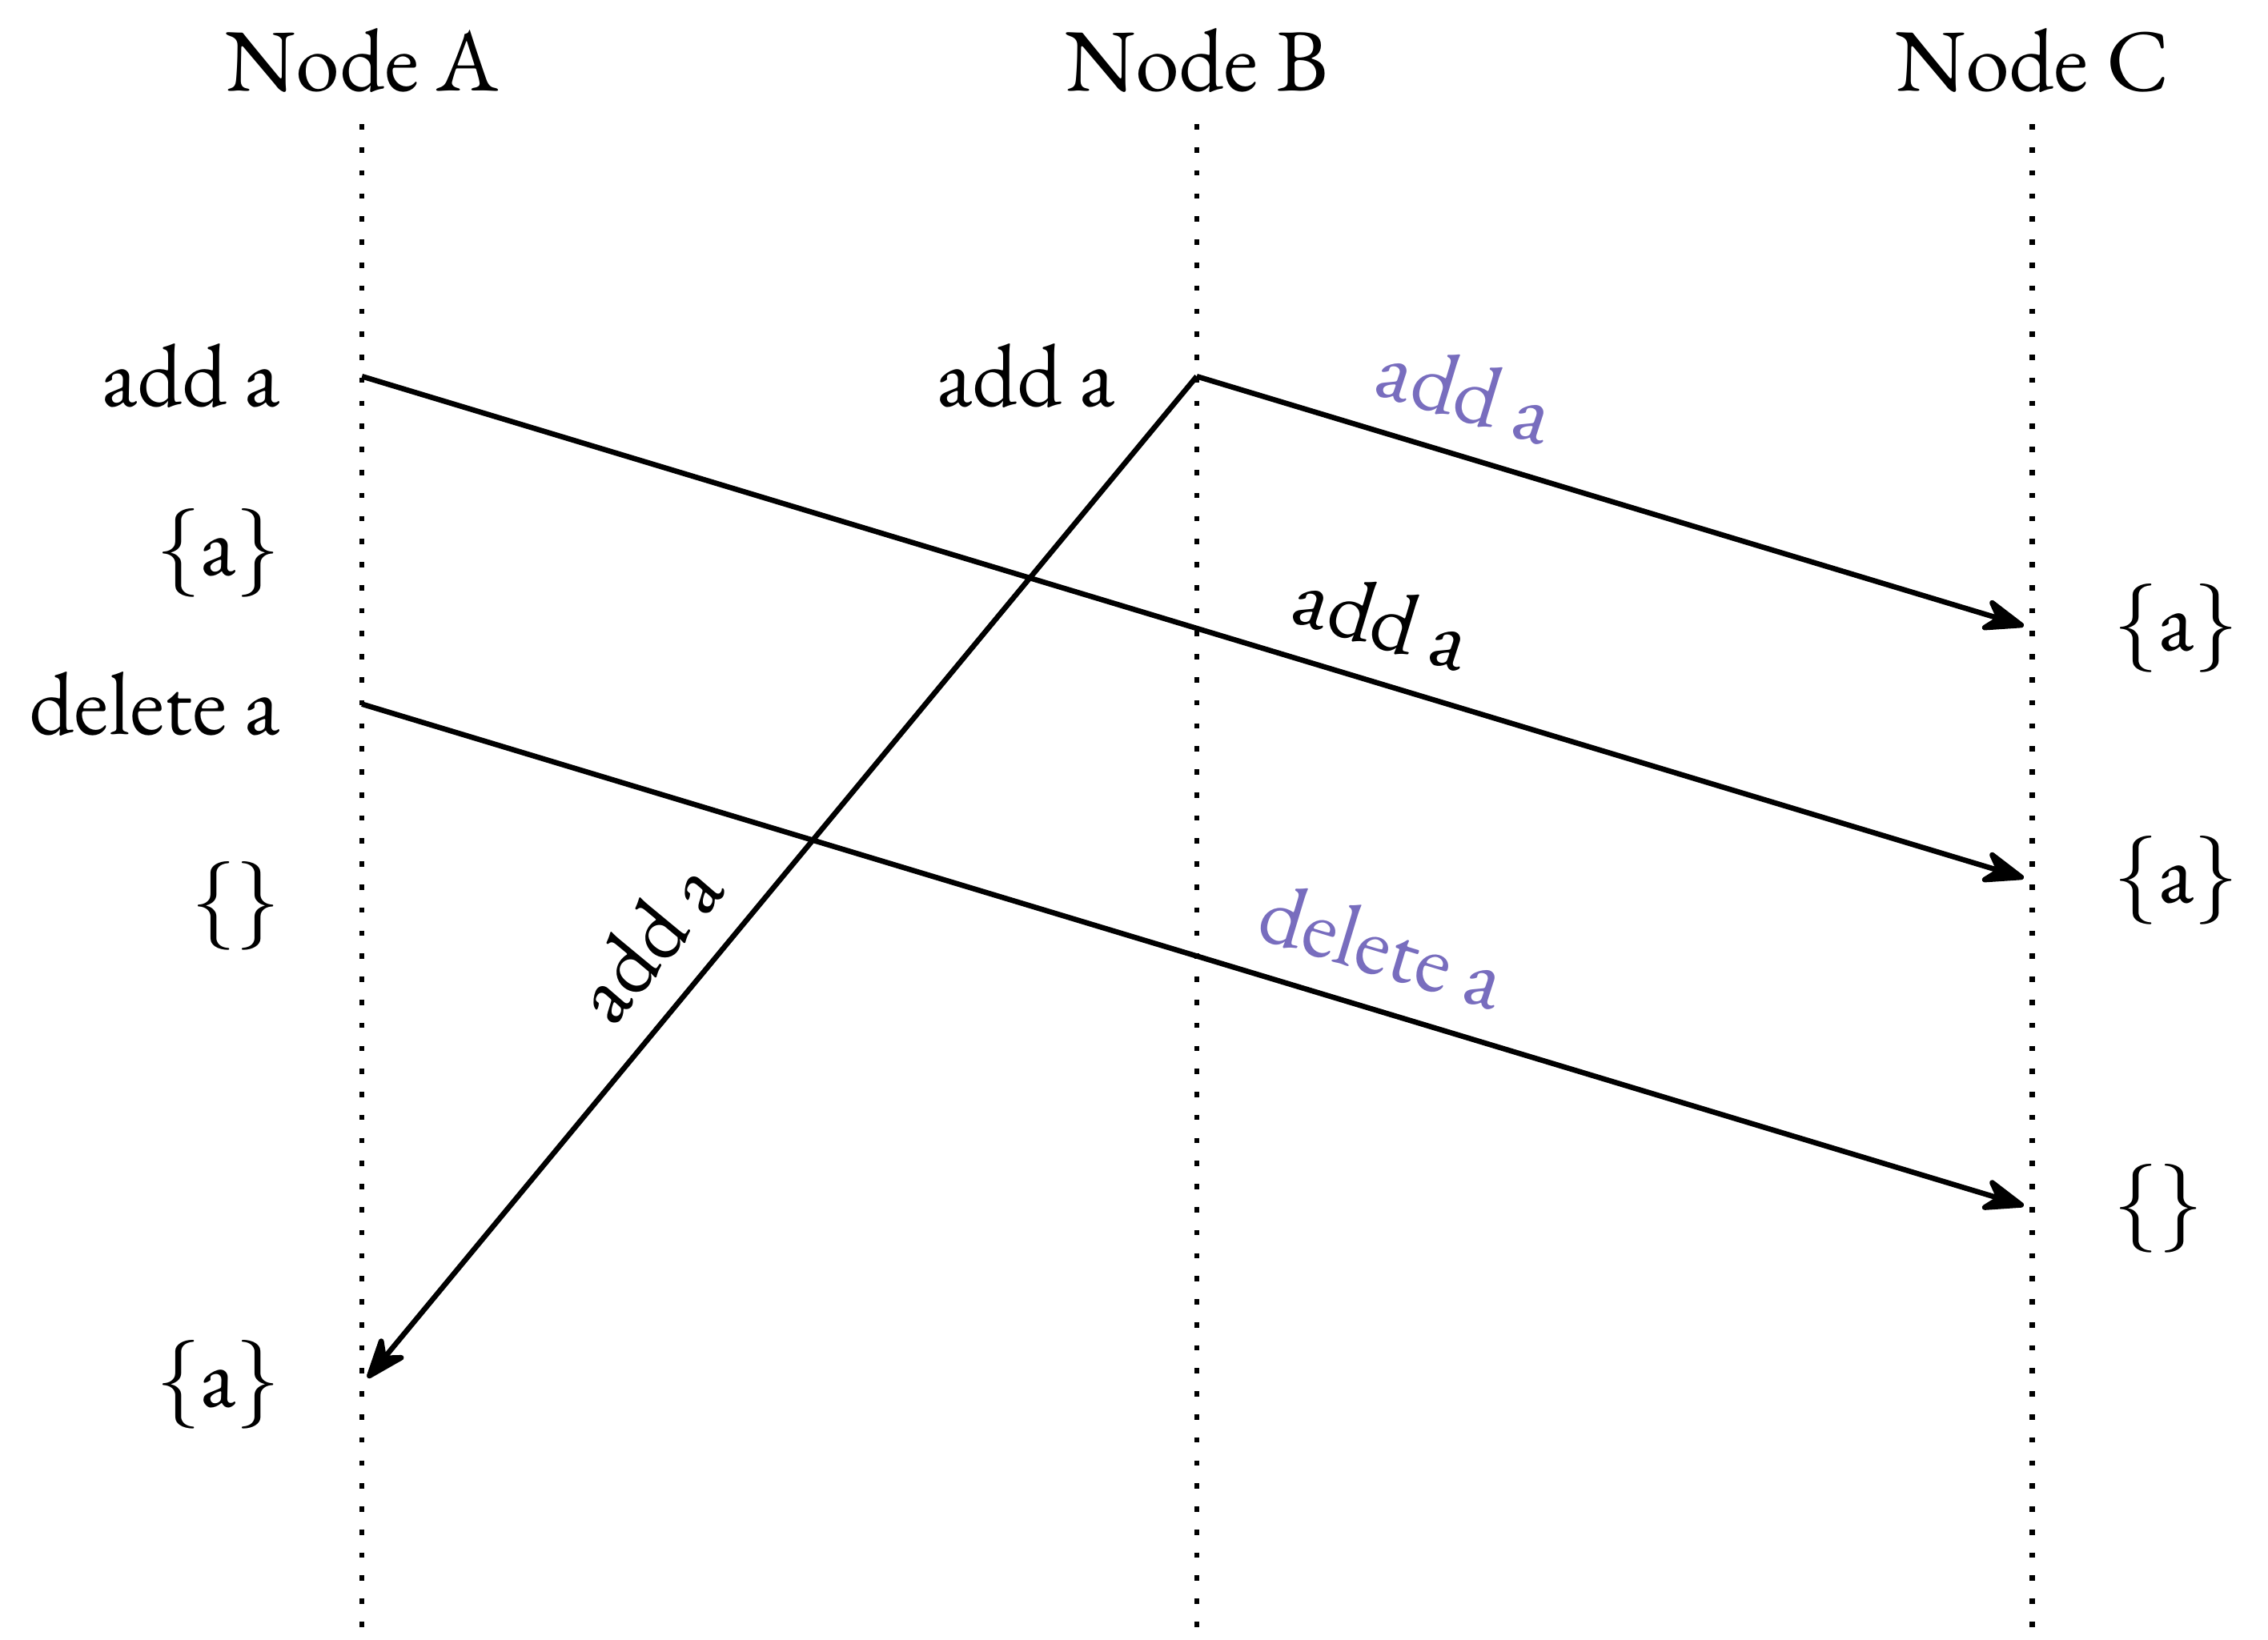 Node A
Node B
Node C
add a
add a
add a
{a}
add a
{a}
delete a
{}
add a
delete a
{a}
{}
{a}